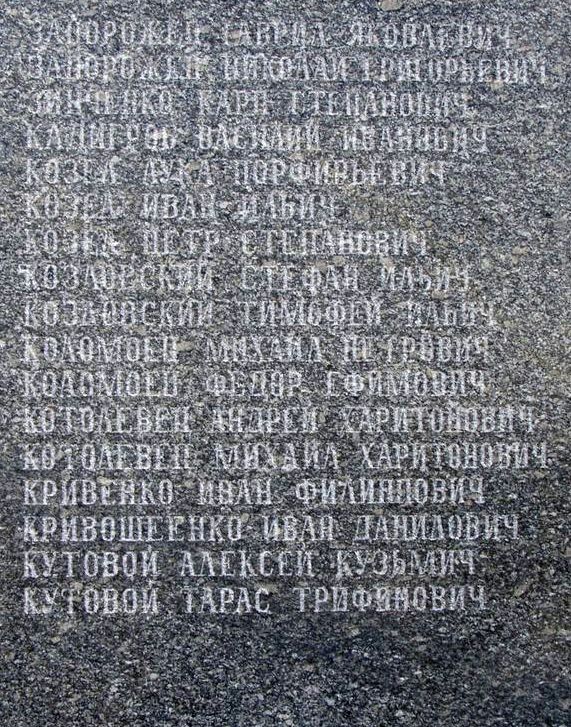 ЗАПОРОЖЕЦ ГАВРИЛ ЯКОВЛЕВИЧ
ЗАПОРОЖЕЦ НИКОЛАЙ ГРИГОРЬЕВИЧ
ЗИНЧЕНКО КАРП СТЕПАНОВИЧ
КАЛИГРОВ ВАСИЛИЙ ИВАНОВИЧ
КОЗЕЛ ЛУКА ПОРФИРЬЕВИЧ
КОЗЕЛ ИВАН ИЛЬИЧ
КОЗЕЛ ПЕТР СТЕПАНОВИЧ
КОЗЛОВСКИЙ СТЕФАН ИЛЬИЧ
КОЗЛОВСКИЙ ТИМОФЕЙ ИЛЬИЧ
КОЛОМОЕЦ МИХАИЛ ПЕТРОВИЧ
КОЛОМОЕЦ ФЕДОР ЕФИМОВИЧ
КОТОЛЕВЕЦ АНДРЕЙ ХАРИТОНОВИЧ
КОТОЛЕВЕЦ МИХАИЛ ХАРИТОНОВИЧ
КРИВЕНКО ИВАН ФИЛИППОВИЧ
КРИВОШЕЕНКО ИВАН ДАНИЛОВИЧ
КУТОВОЙ АЛЕКСЕЙ КУЗЬМИЧ
КУТОВОЙ ТАРАС ТРИФИНОВИЧ